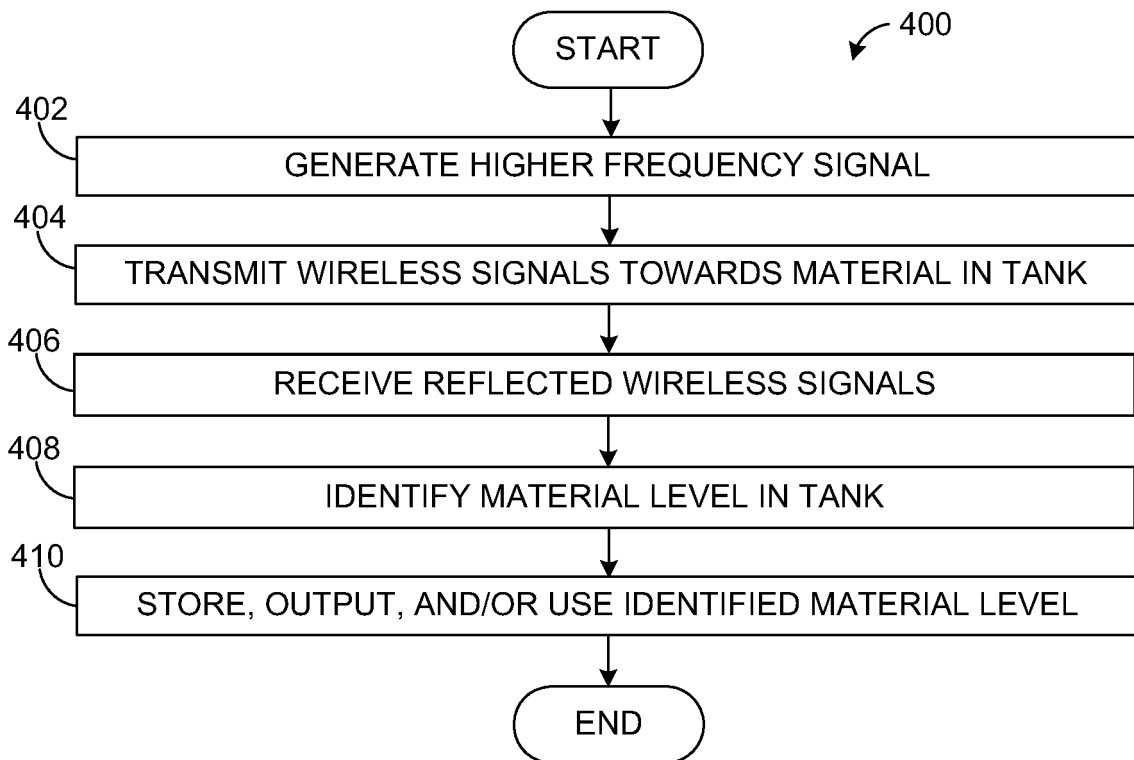 START
400
402
GENERATE HIGHER FREQUENCY SIGNAL
404
TRANSMIT WIRELESS SIGNALS TOWARDS MATERIAL IN TANK
406
RECEIVE REFLECTED WIRELESS SIGNALS
408
IDENTIFY MATERIAL LEVEL IN TANK
410
STORE, OUTPUT, AND/OR USE IDENTIFIED MATERIAL LEVEL
END